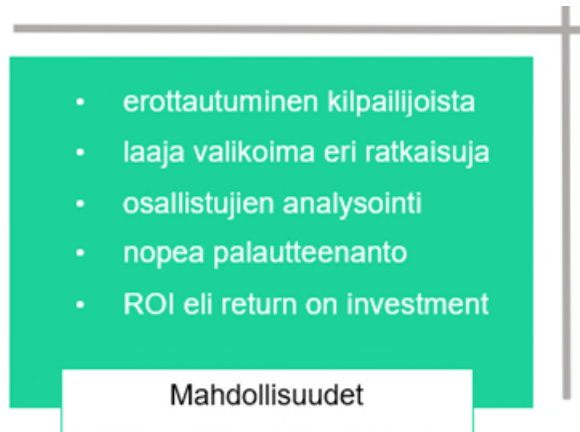 • erottautuminen kilpailijoista
• laaja valikoima eri ratkaisuja
• osallistujien analysointi
• nopea palautteenanto
• ROI eli return on investment
Mahdollisuudet